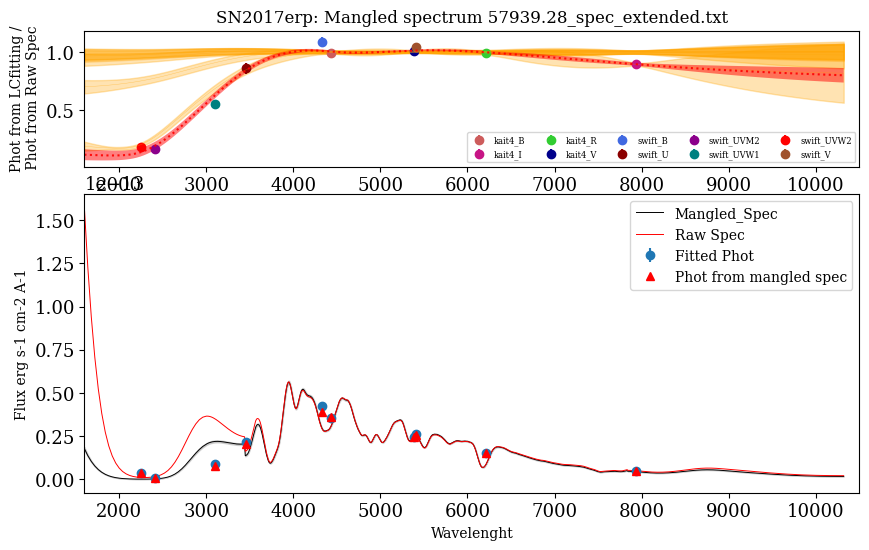 SN2017erp: Mangled spectrum 57939.28_spec_extended.txt
Phot from LCfitting /
Phot from Raw Spec
1.0
0.5
kait4_B kait4_R swift_B swift_UVM2 swift_UVW2
kait4_I kait4_V swift_U swift_UVW1 swift_V
2000 3000 4000 5000 6000 7000 8000 9000 10000
1e−13
Flux erg s-1 cm-2 A-1
1.50
1.25
1.00
0.75
0.50
0.25
0.00
Mangled_Spec
Raw Spec
Fitted Phot
Phot from mangled spec
2000 3000 4000 5000 6000 7000 8000 9000 10000
Wavelenght